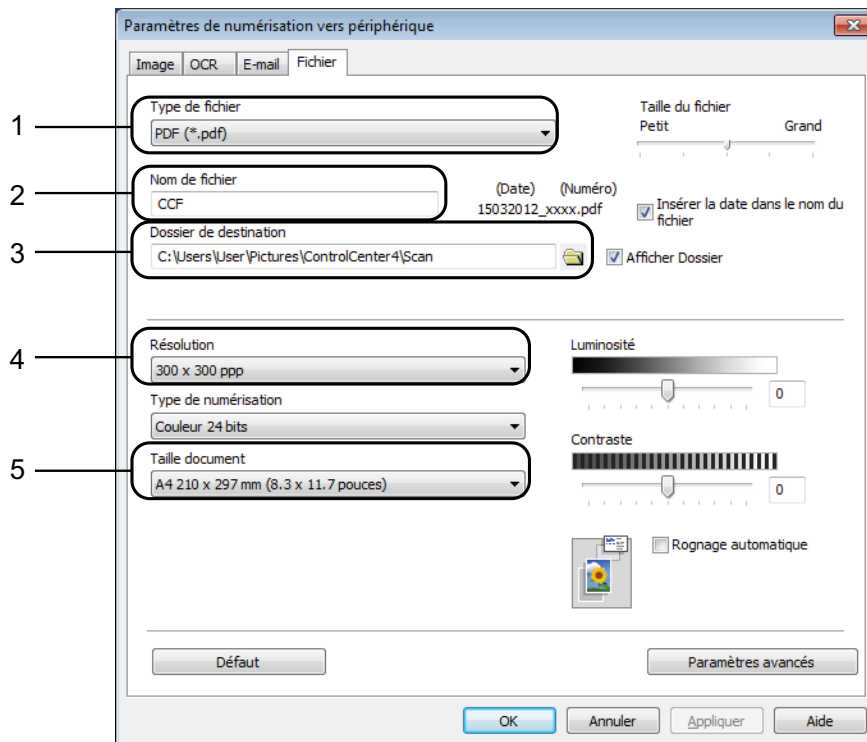 Paramètres de numérisation vers périphérique
Image OCR E-mail Fichier
1
Type de fichier
PDF (*.pdf)
Taille du fichier
Petit Grand
2
Nom de fichier
CCF
(Date) (Numéro)
15032012_xxxx.pdf
Insérer la date dans le nom du
fichier
3
Dossier de destination
C:\Users\User\Pictures\ControlCenter4\Scan
Afficher Dossier
4
Résolution
300 x 300 ppp
Luminosité
0
Type de numérisation
Couleur 24 bits
Contraste
0
5
Taille document
A4 210 x 297 mm (8.3 x 11.7 pouces)
Rognage automatique
Défaut
Paramètres avancés
OK Annuler Appliquer Aide